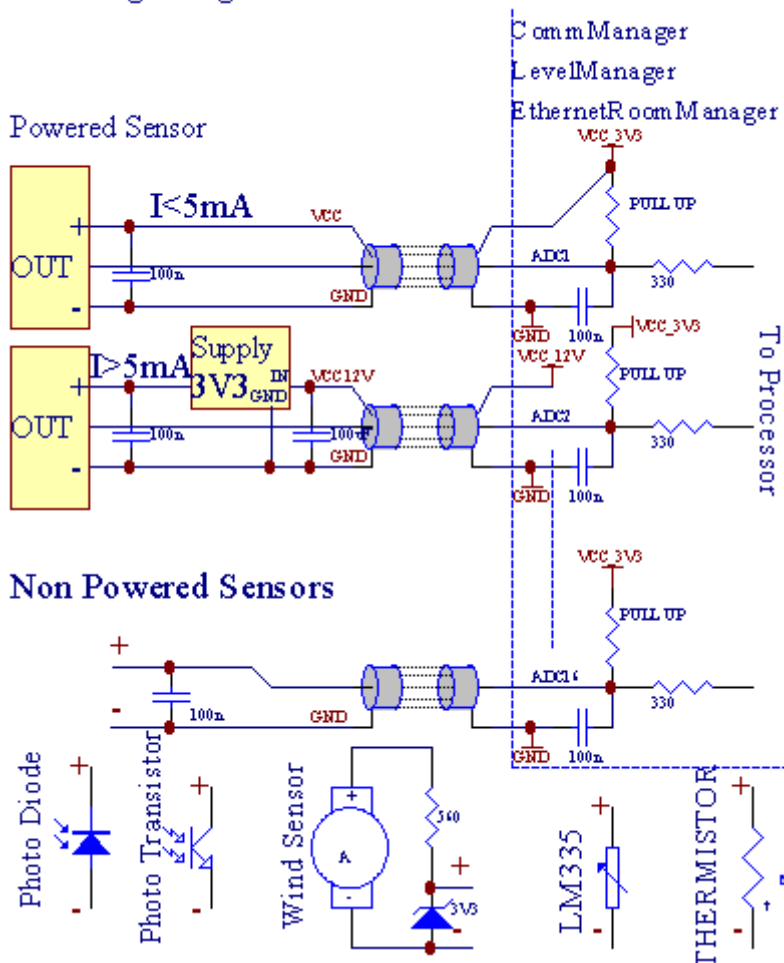 CommManager
LevelManager
EthernetRoomManager
Powered Sensor
VCC_3V3
I<5mA
VCC
PULL UP
+
OUT
100n
ADC1
330
-
GND
GND
100n
I>5mA
Supply
3V3
IN
GND
VCC12V
VCC_12V
VCC_3V3
PULL UP
To Processor
+
OUT
100n
100uF
ADC2
330
-
GND
GND
100n
Non Powered Sensors
VCC_3V3
PULL UP
+
-
100n
GND
ADC16
330
GND
100n
Photo Diode
+
-
Photo Transistor
+
-
Wind Sensor
+
A
-
560
+
3V3
-
LM335
+
-
THERMISTOR
+
-
t